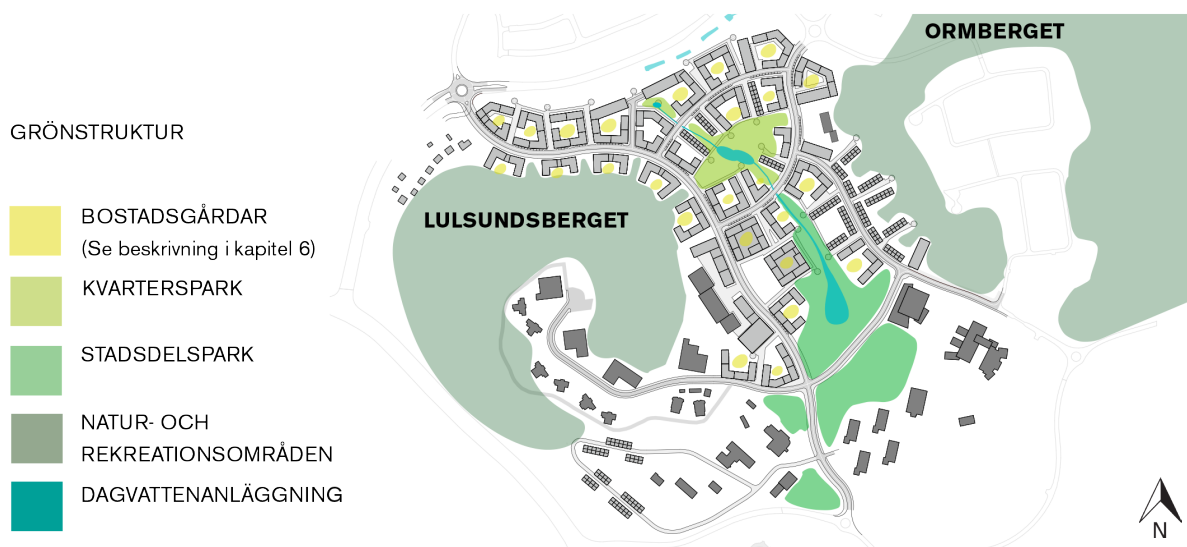 GRÖNSTRUKTUR
BOSTADSGÅRDAR
(Se beskrivning i kapitel 6)
KVARTERSPARK
STADSDELSPARK
NATUR- OCH
REKREATIONSOMRÅDEN
DAGVATTENANLÄGGNING
ORMBERGET
LULSUNDSBERGET
N